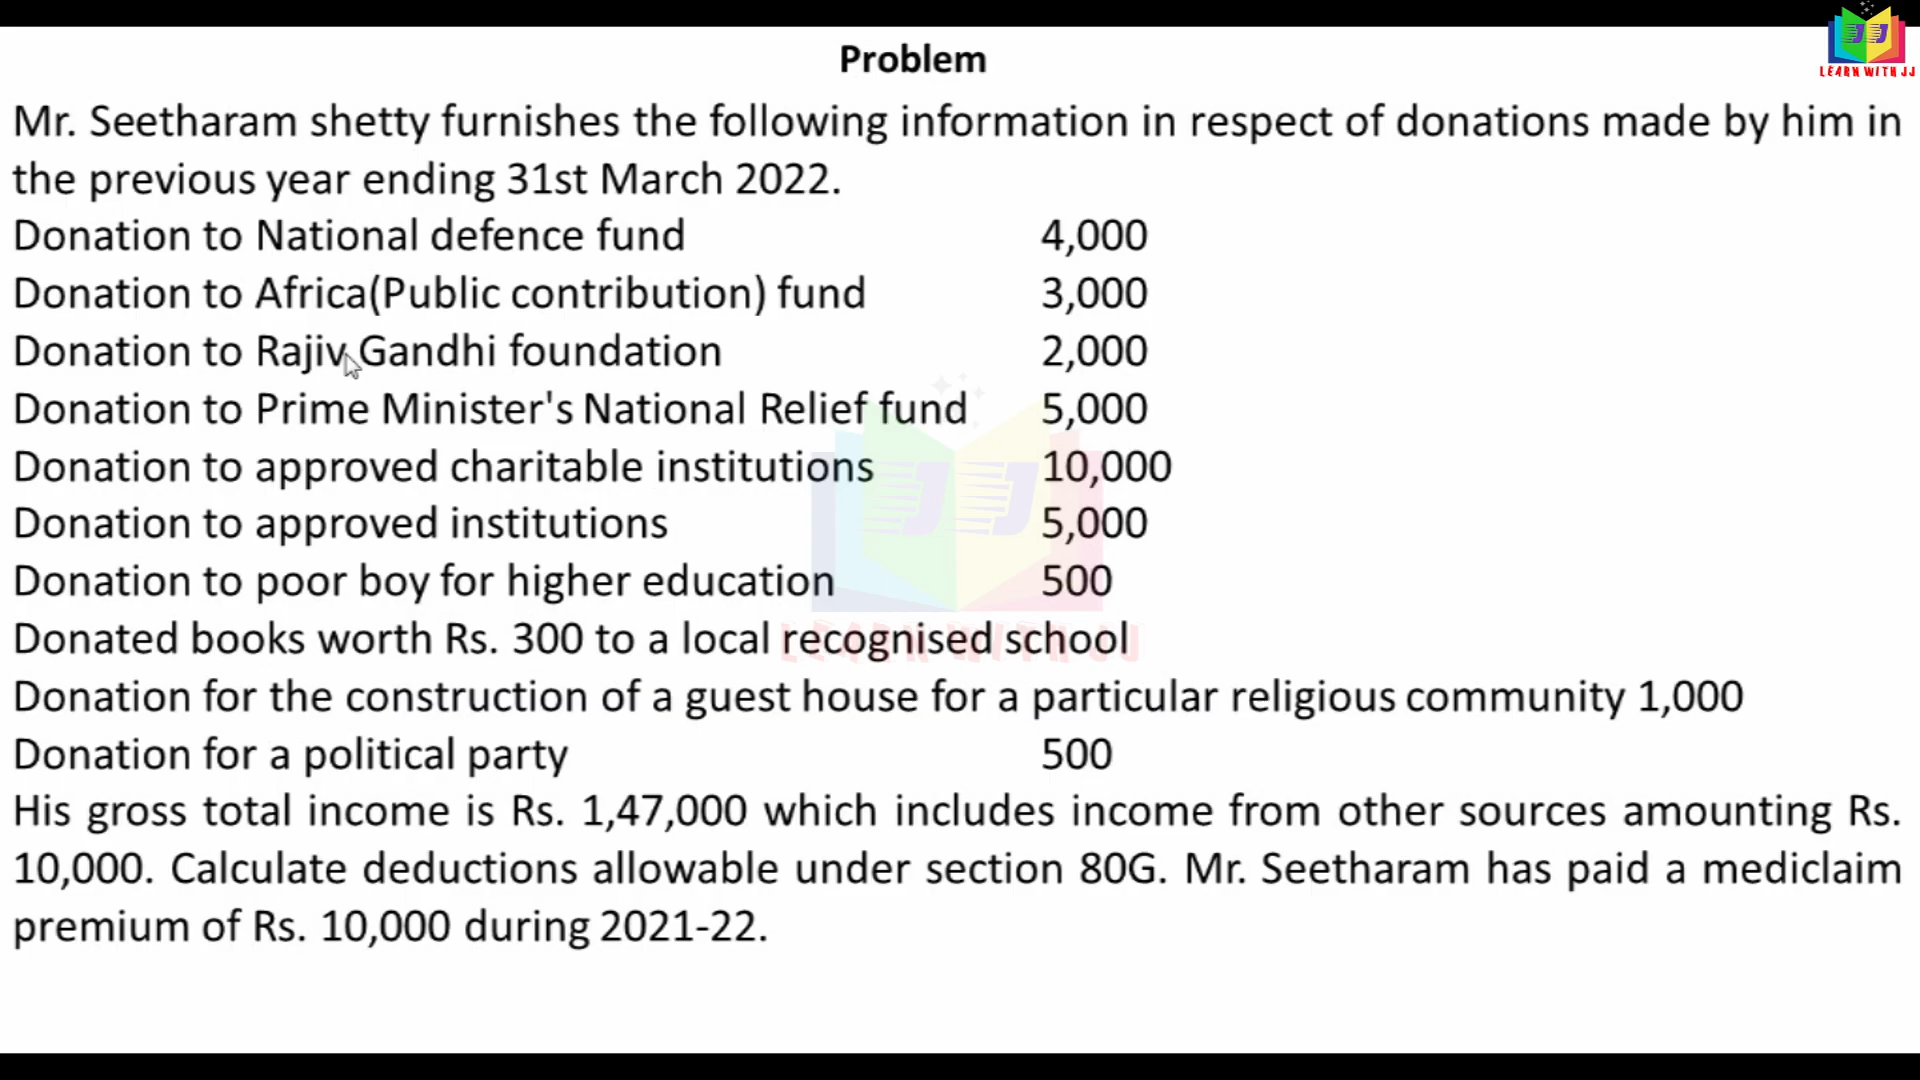 Problem
LEARN WITH JJ
Mr. Seetharam shetty furnishes the following information in respect of donations made by him in
the previous year ending 31st March 2022.
Donation to National defence fund 4,000
Donation to Africa(Public contribution) fund 3,000
Donation to Rajiv Gandhi foundation 2,000
Donation to Prime Minister's National Relief fund 5,000
Donation to approved charitable institutions 10,000
Donation to approved institutions 5,000
Donation to poor boy for higher education 500
Donated books worth Rs. 300 to a local recognised school
LEARN WITH JJ
Donation for the construction of a guest house for a particular religious community 1,000
Donation for a political party 500
His gross total income is Rs. 1,47,000 which includes income from other sources amounting Rs.
10,000. Calculate deductions allowable under section 80G. Mr. Seetharam has paid a mediclaim
premium of Rs. 10,000 during 2021-22.